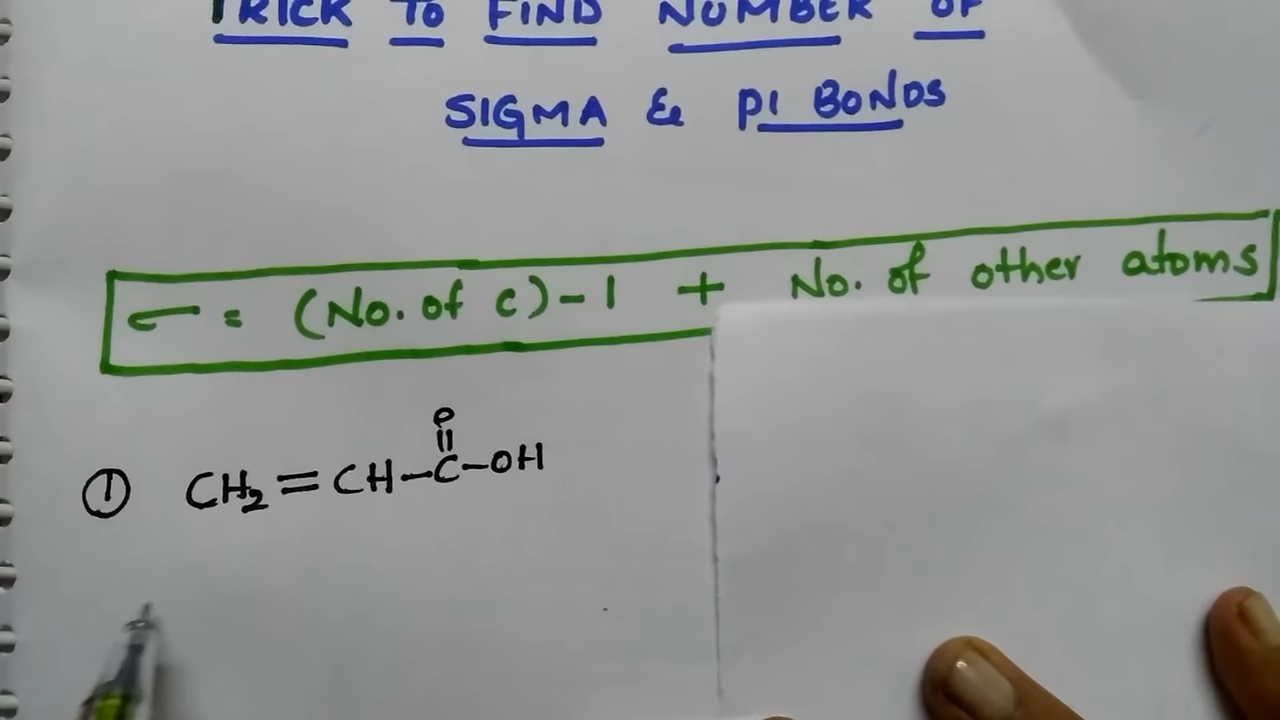 TRICK TO FIND NUMBER OF
SIGMA & PI BONDS
σ = (No. of C) - 1 + No. of other atoms
O
||
① CH₂=CH-C-OH